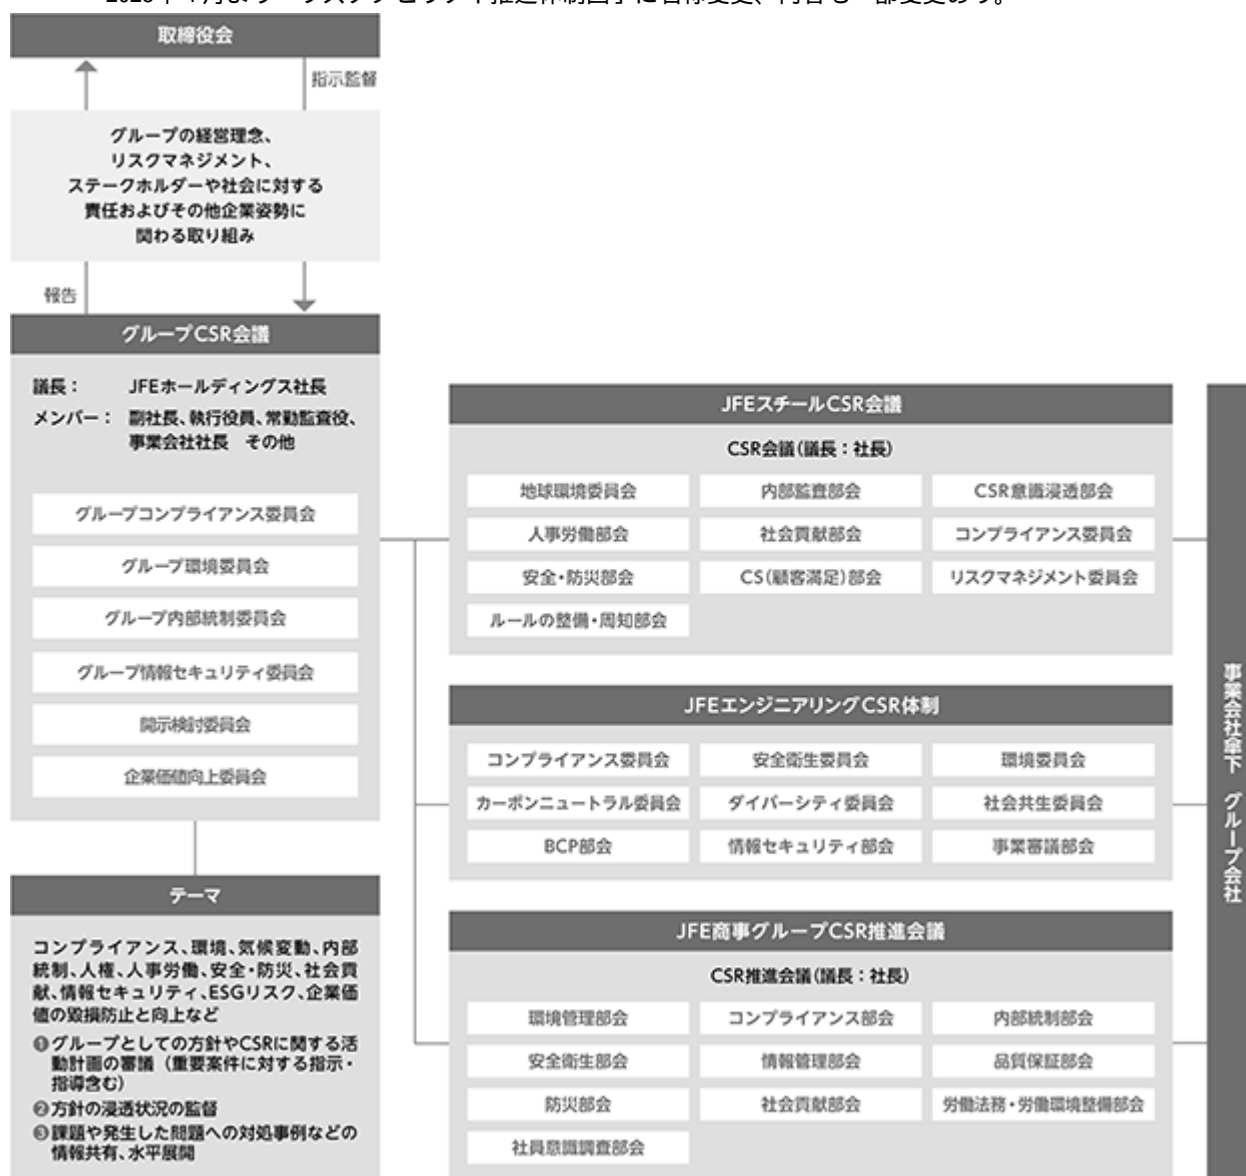 取締役会
指示監督
グループの経営理念、
リスクマネジメント、
ステークホルダーや社会に対する
責任およびその他企業姿勢に
関わる取り組み
報告
グループCSR会議
議長： JFEホールディングス社長
メンバー： 副社長、執行役員、常勤監査役、
事業会社社長　その他
グループコンプライアンス委員会
グループ環境委員会
グループ内部統制委員会
グループ情報セキュリティ委員会
開示検討委員会
企業価値向上委員会
テーマ
コンプライアンス、環境、気候変動、内部
統制、人権、人事労働、安全・防災、社会貢
献、情報セキュリティ、ESGリスク、企業価
値の毀損防止と向上など
❶グループとしての方針やCSRに関する活
動計画の審議（重要案件に対する指示・
指導含む）
❷方針の浸透状況の監督
❸課題や発生した問題への対処事例などの
情報共有、水平展開
JFEスチールCSR会議
CSR会議（議長：社長）
地球環境委員会 内部監査部会 CSR意識浸透部会
人事労働部会 社会貢献部会 コンプライアンス委員会
安全・防災部会 CS（顧客満足）部会 リスクマネジメント委員会
ルールの整備・周知部会
JFEエンジニアリングCSR体制
コンプライアンス委員会 安全衛生委員会 環境委員会
カーボンニュートラル委員会 ダイバーシティ委員会 社会共生委員会
BCP部会 情報セキュリティ部会 事業審議部会
JFE商事グループCSR推進会議
CSR推進会議（議長：社長）
環境管理部会 コンプライアンス部会 内部統制部会
安全衛生部会 情報管理部会 品質保証部会
防災部会 社会貢献部会 労働法務・労働環境整備部会
社員意識調査部会
事業会社傘下　グループ会社